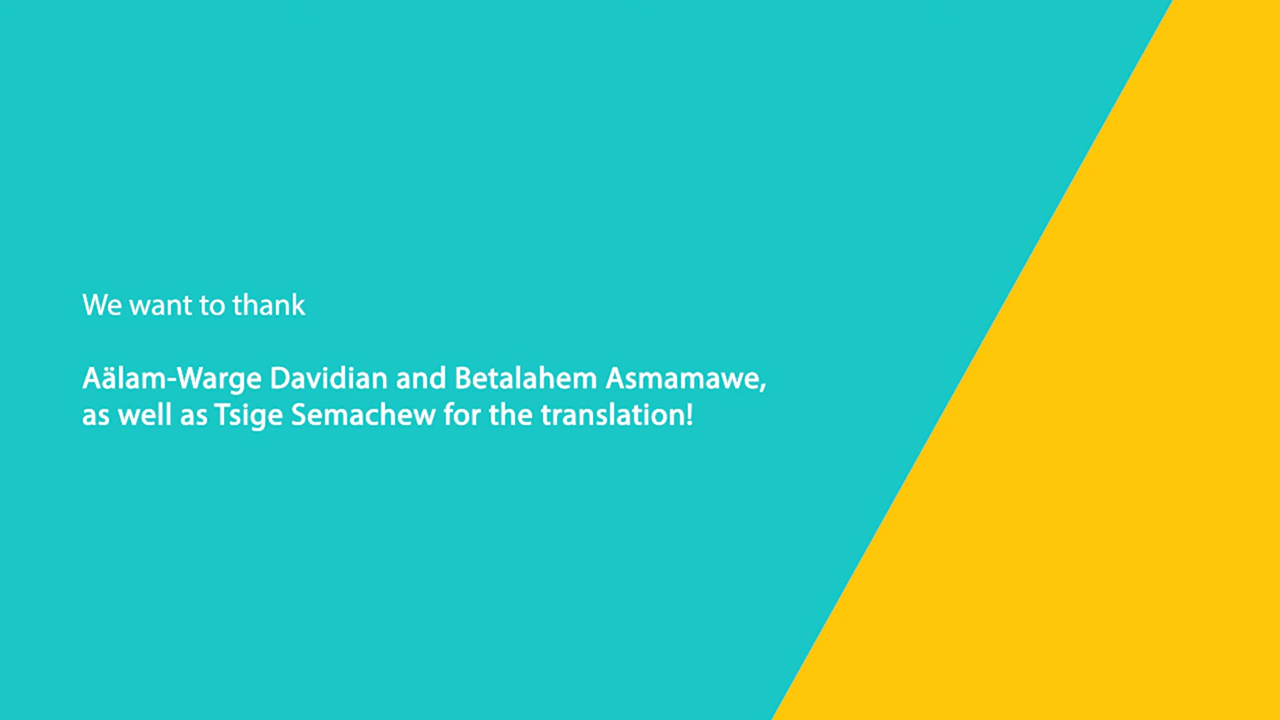 We want to thank
Aälam-Warge Davidian and Betalahem Asmamawe,
as well as Tsige Semachew for the translation!